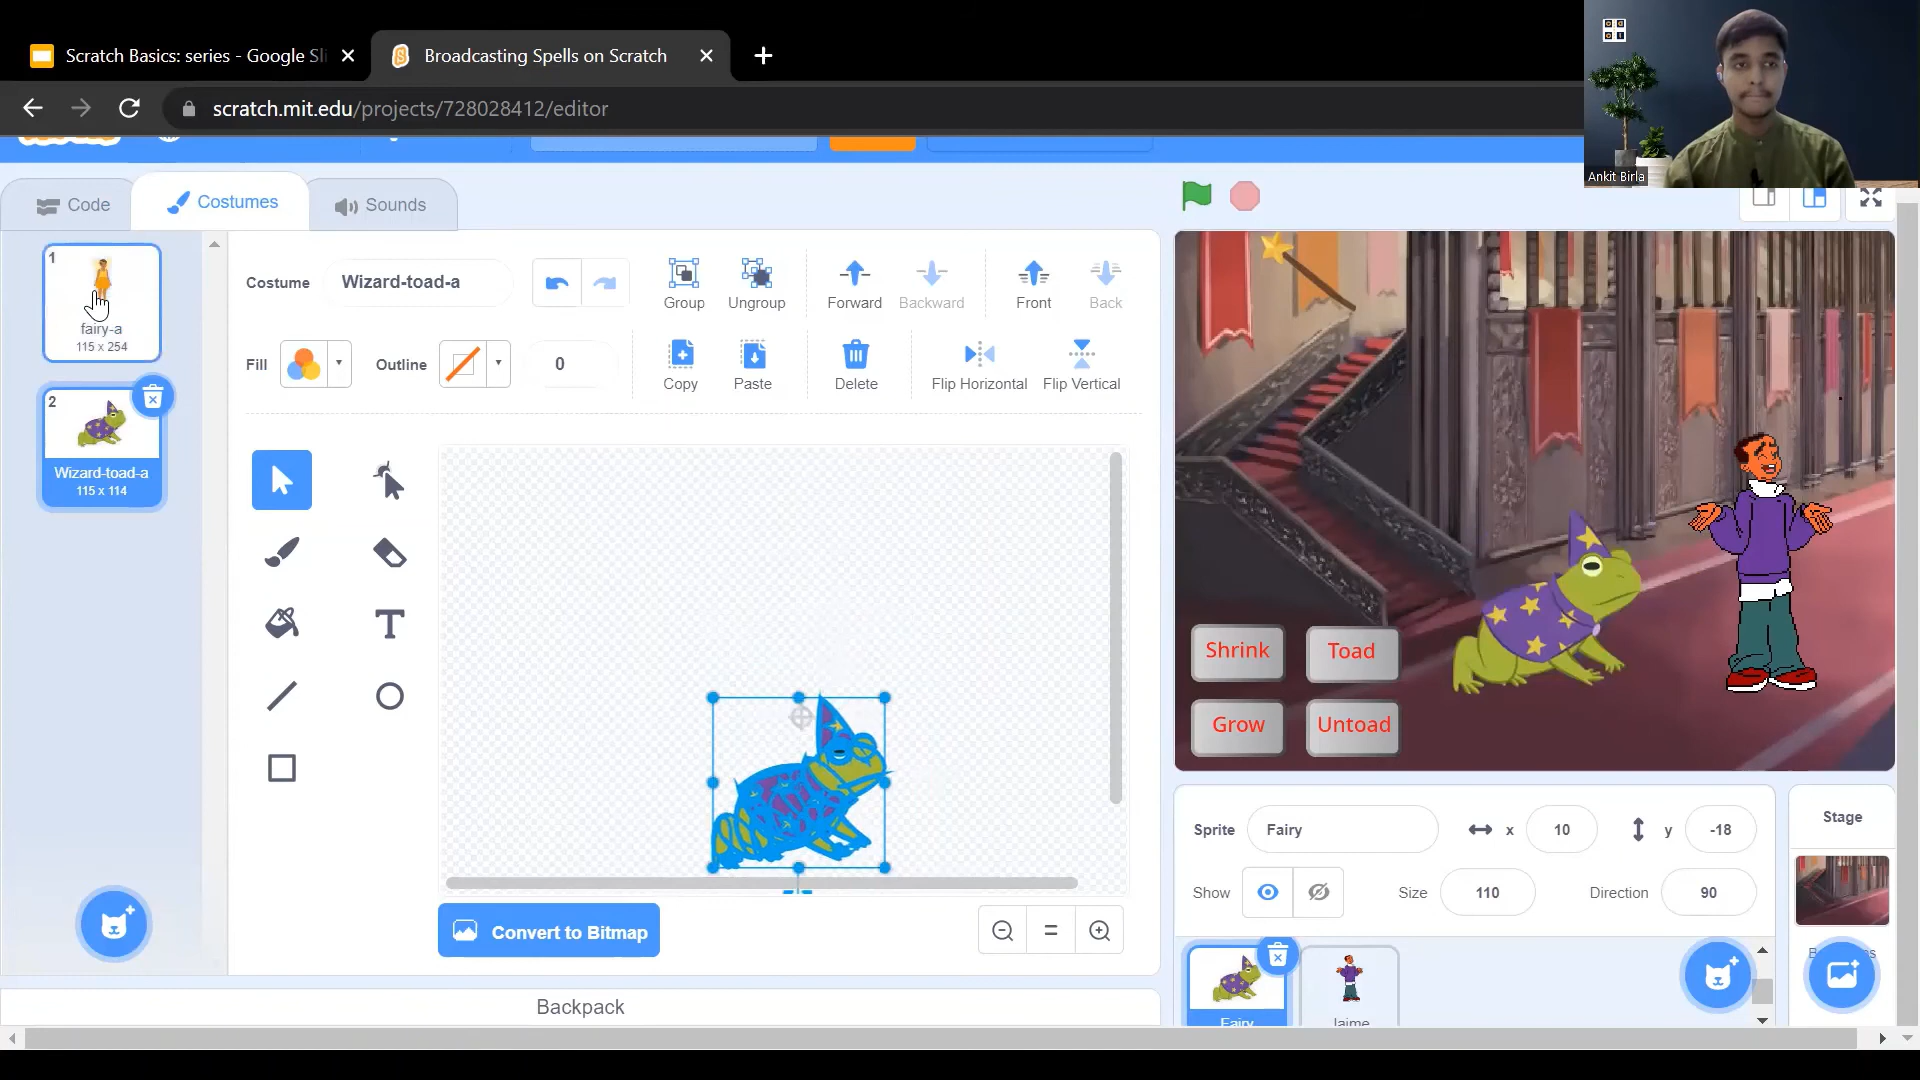 Scratch Basics: series - Google Sli
Broadcasting Spells on Scratch
scratch.mit.edu/projects/728028412/editor
Ankit Birla
Code
Costumes
Sounds
1
fairy-a
115 x 254
2
Wizard-toad-a
115 x 114
Costume
Wizard-toad-a
Group
Ungroup
Forward
Backward
Front
Back
Fill
Outline
0
Copy
Paste
Delete
Flip Horizontal
Flip Vertical
T
Convert to Bitmap
Backpack
Shrink
Toad
Grow
Untoad
Sprite
Fairy
x
10
y
-18
Show
Size
110
Direction
90
Stage
Fairy
Jaime